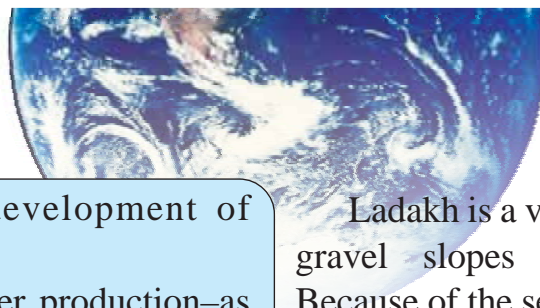 evelopment of
er production–as
Ladakh is a v
gravel slopes
Because of the se